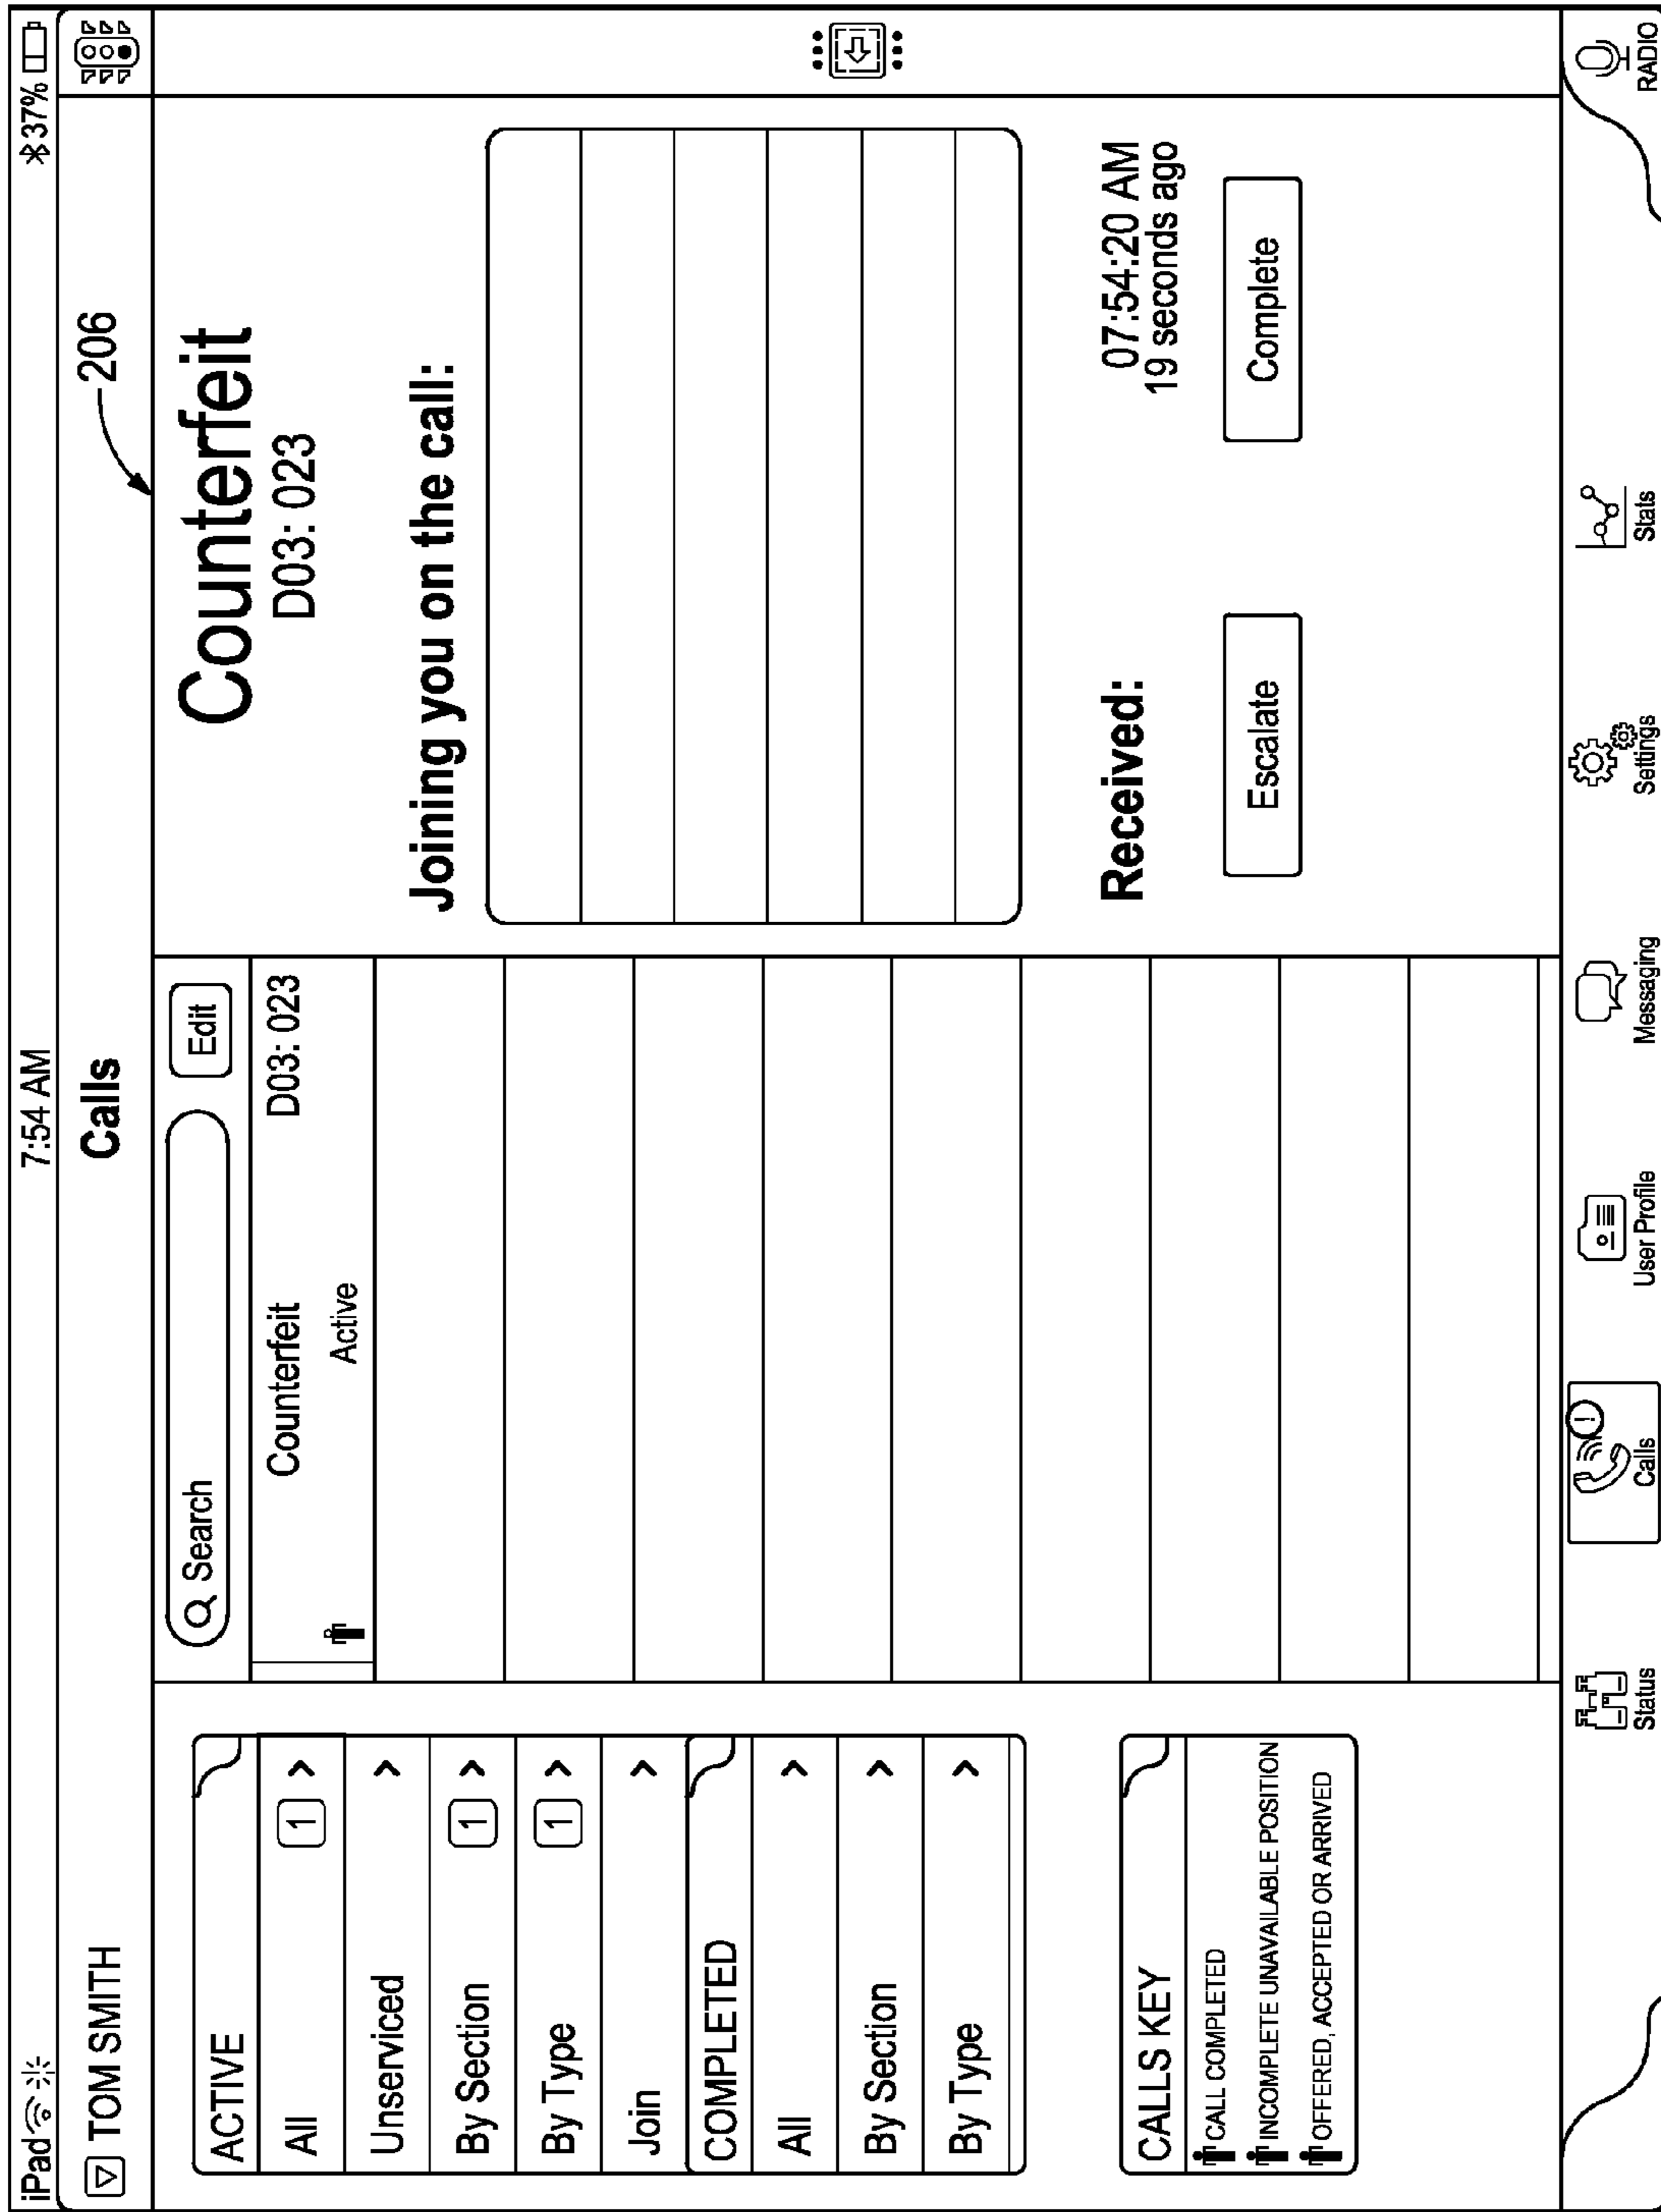 iPad 7:54 AM 37%
TOM SMITH Calls
206
ACTIVE
All 1 >
Unserviced >
By Section 1 >
By Type 1 >
Join >
COMPLETED
All >
By Section >
By Type >
CALLS KEY
CALL COMPLETED
INCOMPLETE UNAVAILABLE POSITION
OFFERED, ACCEPTED OR ARRIVED
Search Edit
Counterfeit D03: 023
Active
Counterfeit
D03: 023
Joining you on the call:
Received: 07:54:20 AM
19 seconds ago
Escalate Complete
Status Calls User Profile Messaging Settings Stats RADIO